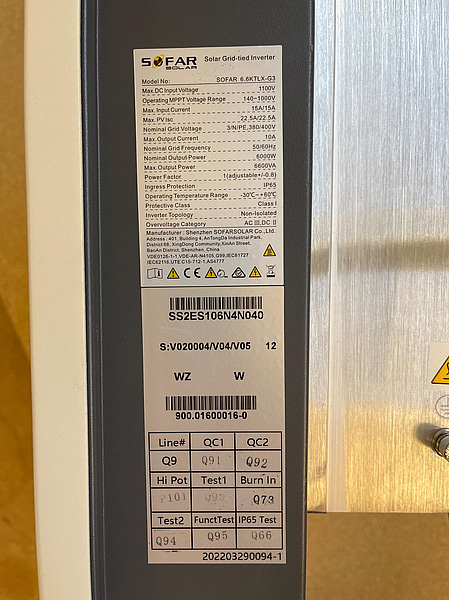 SOFAR
SOLAR
Solar Grid-tied Inverter
Model No: SOFAR 6.6KTLX-G3
Max.DC Input Voltage 1100V
Operating MPPT Voltage Range 140~1000V
Max.Input Current 15A/15A
Max. PV Isc 22.5A/22.5A
Nominal Grid Voltage 3/N/PE,380/400V
Max.Output Current 10A
Nominal Grid Frequency 50/60Hz
Nominal Output Power 6000W
Max.Output Power 6600VA
Power Factor 1(adjustable+/-0.8)
Ingress Protection IP65
Operating Temperature Range -30℃~+60℃
Protective Class Class I
Inverter Topology Non-Isolated
Overvoltage Category AC III,DC II
Manufacturer: Shenzhen SOFARSOLAR Co.,Ltd.
Address: 401, Building 4, AnTongDa Industrial Park,
District 68, XingDong Community,XinAn Street,
BaoAn District, Shenzhen, China
VDE0126-1-1,VDE-AR-N4105,G99,IEC61727
IEC62116,UTE C15-712-1,AS4777
CE
SS2ES106N4N040
S:V020004/V04/V05 12
WZ W
900.01600016-0
Line# QC1 QC2
Q9 Q91 Q92
Hi Pot Test1 Burn In
P101 Q73
Test2 FunctTest IP65 Test
Q94 Q95 Q66
202203290094-1